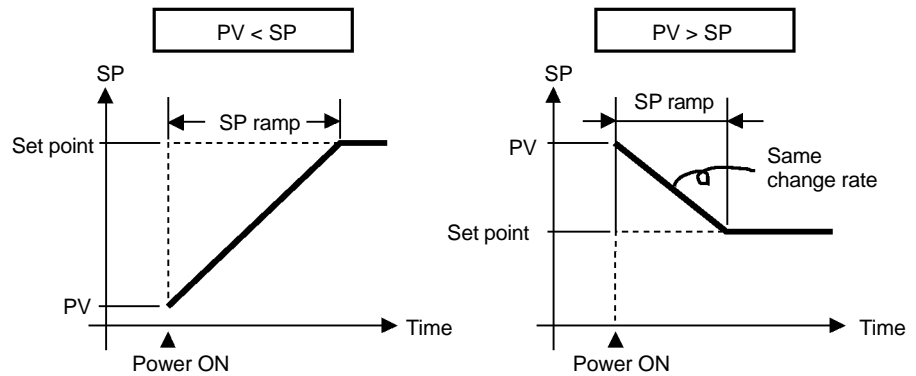 PV < SP
SP
SP ramp
Set point
PV
Time
Power ON
PV > SP
SP
SP ramp
PV
Same
change rate
Set point
Time
Power ON